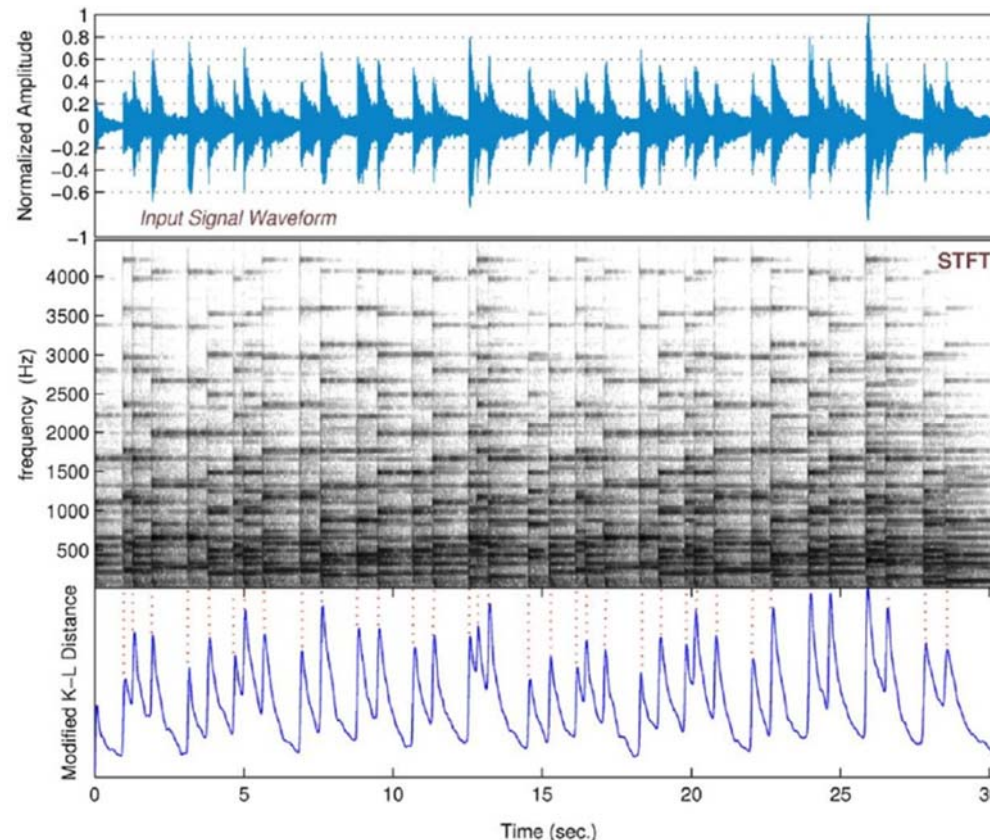 Normalized Amplitude
1
0.8
0.6
0.4
0.2
0
−0.2
−0.4
−0.6
−1
Input Signal Waveform
STFT
frequency (Hz)
4000
3500
3000
2500
2000
1500
1000
500
Modified K-L Distance
0 5 10 15 20 25 30
Time (sec.)